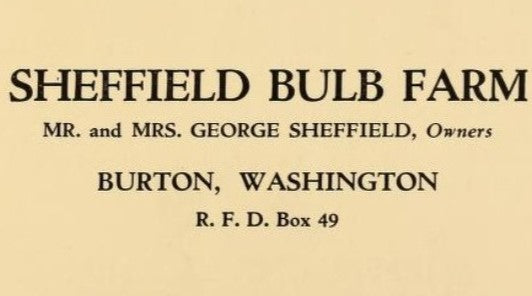 SHEFFIELD BULB FARM
MR. and MRS. GEORGE SHEFFIELD, Owners
BURTON, WASHINGTON
R. F. D. Box 49